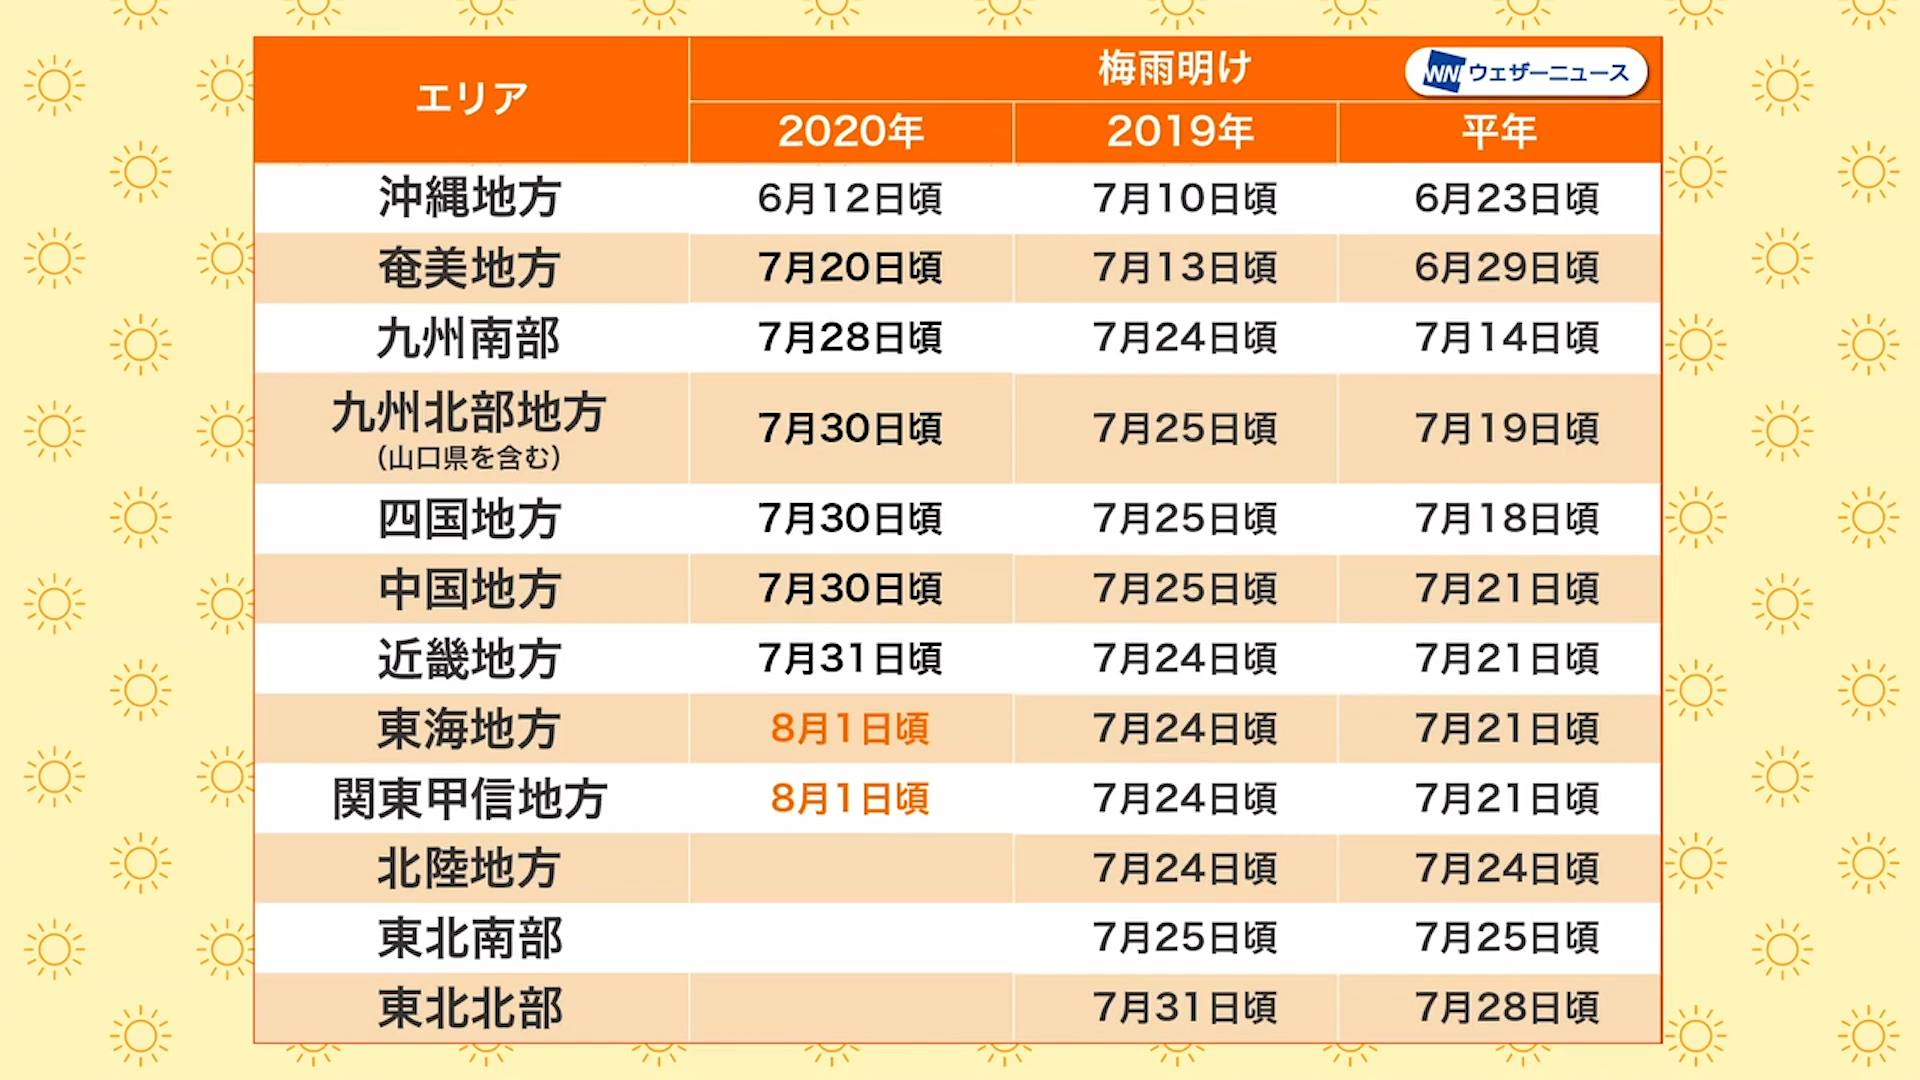 エリア 梅雨明け WNI ウェザーニュース
2020年 2019年 平年
沖縄地方 6月12日頃 7月10日頃 6月23日頃
奄美地方 7月20日頃 7月13日頃 6月29日頃
九州南部 7月28日頃 7月24日頃 7月14日頃
九州北部地方 7月30日頃 7月25日頃 7月19日頃
（山口県を含む）
四国地方 7月30日頃 7月25日頃 7月18日頃
中国地方 7月30日頃 7月25日頃 7月21日頃
近畿地方 7月31日頃 7月24日頃 7月21日頃
東海地方 8月1日頃 7月24日頃 7月21日頃
関東甲信地方 8月1日頃 7月24日頃 7月21日頃
北陸地方 7月24日頃 7月24日頃
東北南部 7月25日頃 7月25日頃
東北北部 7月31日頃 7月28日頃